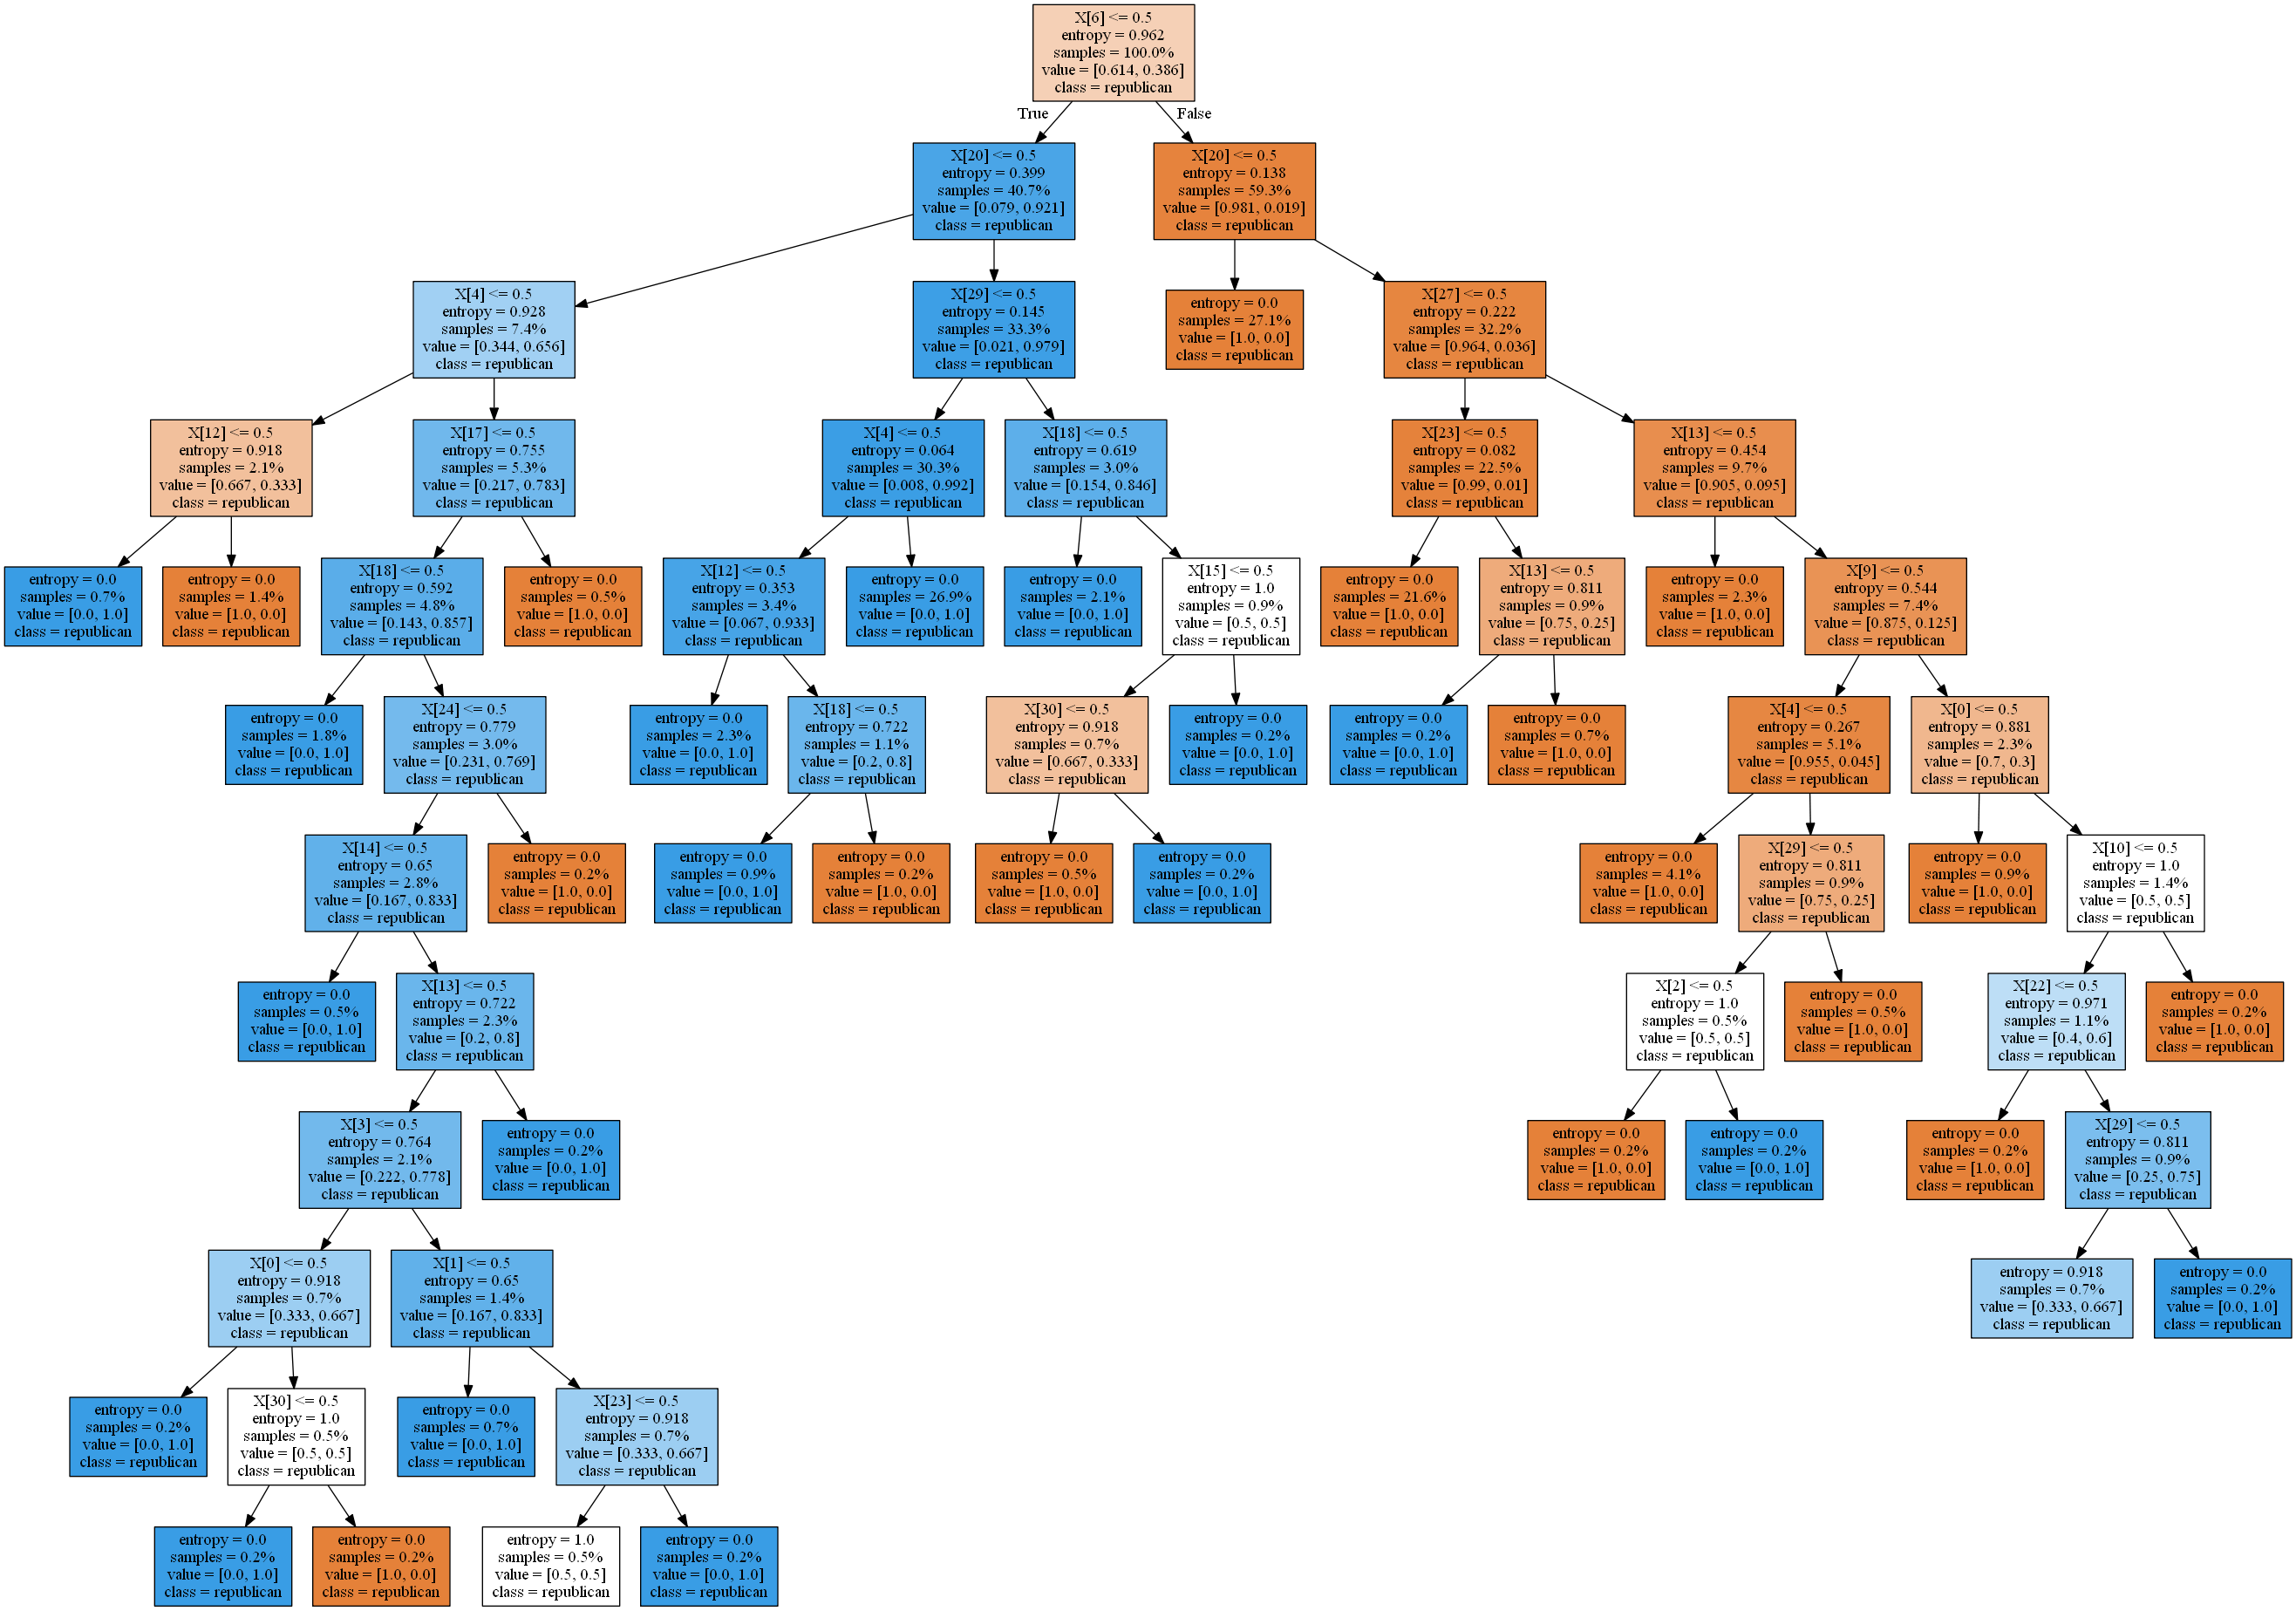 X[6] <= 0.5
entropy = 0.962
samples = 100.0%
value = [0.614, 0.386]
class = republican
True
False
X[20] <= 0.5
entropy = 0.399
samples = 40.7%
value = [0.079, 0.921]
class = republican
X[20] <= 0.5
entropy = 0.138
samples = 59.3%
value = [0.981, 0.019]
class = republican
X[4] <= 0.5
entropy = 0.928
samples = 7.4%
value = [0.344, 0.656]
class = republican
X[29] <= 0.5
entropy = 0.145
samples = 33.3%
value = [0.021, 0.979]
class = republican
entropy = 0.0
samples = 27.1%
value = [1.0, 0.0]
class = republican
X[27] <= 0.5
entropy = 0.222
samples = 32.2%
value = [0.964, 0.036]
class = republican
X[12] <= 0.5
entropy = 0.918
samples = 2.1%
value = [0.667, 0.333]
class = republican
X[17] <= 0.5
entropy = 0.755
samples = 5.3%
value = [0.217, 0.783]
class = republican
X[4] <= 0.5
entropy = 0.064
samples = 30.3%
value = [0.008, 0.992]
class = republican
X[18] <= 0.5
entropy = 0.619
samples = 3.0%
value = [0.154, 0.846]
class = republican
X[23] <= 0.5
entropy = 0.082
samples = 22.5%
value = [0.99, 0.01]
class = republican
X[13] <= 0.5
entropy = 0.454
samples = 9.7%
value = [0.905, 0.095]
class = republican
entropy = 0.0
samples = 0.7%
value = [0.0, 1.0]
class = republican
entropy = 0.0
samples = 1.4%
value = [1.0, 0.0]
class = republican
X[18] <= 0.5
entropy = 0.592
samples = 4.8%
value = [0.143, 0.857]
class = republican
entropy = 0.0
samples = 0.5%
value = [1.0, 0.0]
class = republican
X[12] <= 0.5
entropy = 0.353
samples = 3.4%
value = [0.067, 0.933]
class = republican
entropy = 0.0
samples = 26.9%
value = [0.0, 1.0]
class = republican
entropy = 0.0
samples = 2.1%
value = [0.0, 1.0]
class = republican
X[15] <= 0.5
entropy = 1.0
samples = 0.9%
value = [0.5, 0.5]
class = republican
entropy = 0.0
samples = 21.6%
value = [1.0, 0.0]
class = republican
X[13] <= 0.5
entropy = 0.811
samples = 0.9%
value = [0.75, 0.25]
class = republican
entropy = 0.0
samples = 2.3%
value = [1.0, 0.0]
class = republican
X[9] <= 0.5
entropy = 0.544
samples = 7.4%
value = [0.875, 0.125]
class = republican
entropy = 0.0
samples = 1.8%
value = [0.0, 1.0]
class = republican
X[24] <= 0.5
entropy = 0.779
samples = 3.0%
value = [0.231, 0.769]
class = republican
entropy = 0.0
samples = 2.3%
value = [0.0, 1.0]
class = republican
X[18] <= 0.5
entropy = 0.722
samples = 1.1%
value = [0.2, 0.8]
class = republican
X[30] <= 0.5
entropy = 0.918
samples = 0.7%
value = [0.667, 0.333]
class = republican
entropy = 0.0
samples = 0.2%
value = [0.0, 1.0]
class = republican
entropy = 0.0
samples = 0.2%
value = [0.0, 1.0]
class = republican
entropy = 0.0
samples = 0.7%
value = [1.0, 0.0]
class = republican
X[4] <= 0.5
entropy = 0.267
samples = 5.1%
value = [0.955, 0.045]
class = republican
X[0] <= 0.5
entropy = 0.881
samples = 2.3%
value = [0.7, 0.3]
class = republican
X[14] <= 0.5
entropy = 0.65
samples = 2.8%
value = [0.167, 0.833]
class = republican
entropy = 0.0
samples = 0.2%
value = [1.0, 0.0]
class = republican
entropy = 0.0
samples = 0.9%
value = [0.0, 1.0]
class = republican
entropy = 0.0
samples = 0.2%
value = [1.0, 0.0]
class = republican
entropy = 0.0
samples = 0.5%
value = [1.0, 0.0]
class = republican
entropy = 0.0
samples = 0.2%
value = [0.0, 1.0]
class = republican
entropy = 0.0
samples = 4.1%
value = [1.0, 0.0]
class = republican
X[29] <= 0.5
entropy = 0.811
samples = 0.9%
value = [0.75, 0.25]
class = republican
entropy = 0.0
samples = 0.9%
value = [1.0, 0.0]
class = republican
X[10] <= 0.5
entropy = 1.0
samples = 1.4%
value = [0.5, 0.5]
class = republican
entropy = 0.0
samples = 0.5%
value = [0.0, 1.0]
class = republican
X[13] <= 0.5
entropy = 0.722
samples = 2.3%
value = [0.2, 0.8]
class = republican
X[2] <= 0.5
entropy = 1.0
samples = 0.5%
value = [0.5, 0.5]
class = republican
entropy = 0.0
samples = 0.5%
value = [1.0, 0.0]
class = republican
X[22] <= 0.5
entropy = 0.971
samples = 1.1%
value = [0.4, 0.6]
class = republican
entropy = 0.0
samples = 0.2%
value = [1.0, 0.0]
class = republican
X[3] <= 0.5
entropy = 0.764
samples = 2.1%
value = [0.222, 0.778]
class = republican
entropy = 0.0
samples = 0.2%
value = [0.0, 1.0]
class = republican
entropy = 0.0
samples = 0.2%
value = [1.0, 0.0]
class = republican
entropy = 0.0
samples = 0.2%
value = [0.0, 1.0]
class = republican
entropy = 0.0
samples = 0.2%
value = [1.0, 0.0]
class = republican
X[29] <= 0.5
entropy = 0.811
samples = 0.9%
value = [0.25, 0.75]
class = republican
X[0] <= 0.5
entropy = 0.918
samples = 0.7%
value = [0.333, 0.667]
class = republican
X[1] <= 0.5
entropy = 0.65
samples = 1.4%
value = [0.167, 0.833]
class = republican
entropy = 0.918
samples = 0.7%
value = [0.333, 0.667]
class = republican
entropy = 0.0
samples = 0.2%
value = [0.0, 1.0]
class = republican
entropy = 0.0
samples = 0.2%
value = [0.0, 1.0]
class = republican
X[30] <= 0.5
entropy = 1.0
samples = 0.5%
value = [0.5, 0.5]
class = republican
entropy = 0.0
samples = 0.7%
value = [0.0, 1.0]
class = republican
X[23] <= 0.5
entropy = 0.918
samples = 0.7%
value = [0.333, 0.667]
class = republican
entropy = 0.0
samples = 0.2%
value = [0.0, 1.0]
class = republican
entropy = 0.0
samples = 0.2%
value = [1.0, 0.0]
class = republican
entropy = 1.0
samples = 0.5%
value = [0.5, 0.5]
class = republican
entropy = 0.0
samples = 0.2%
value = [0.0, 1.0]
class = republican